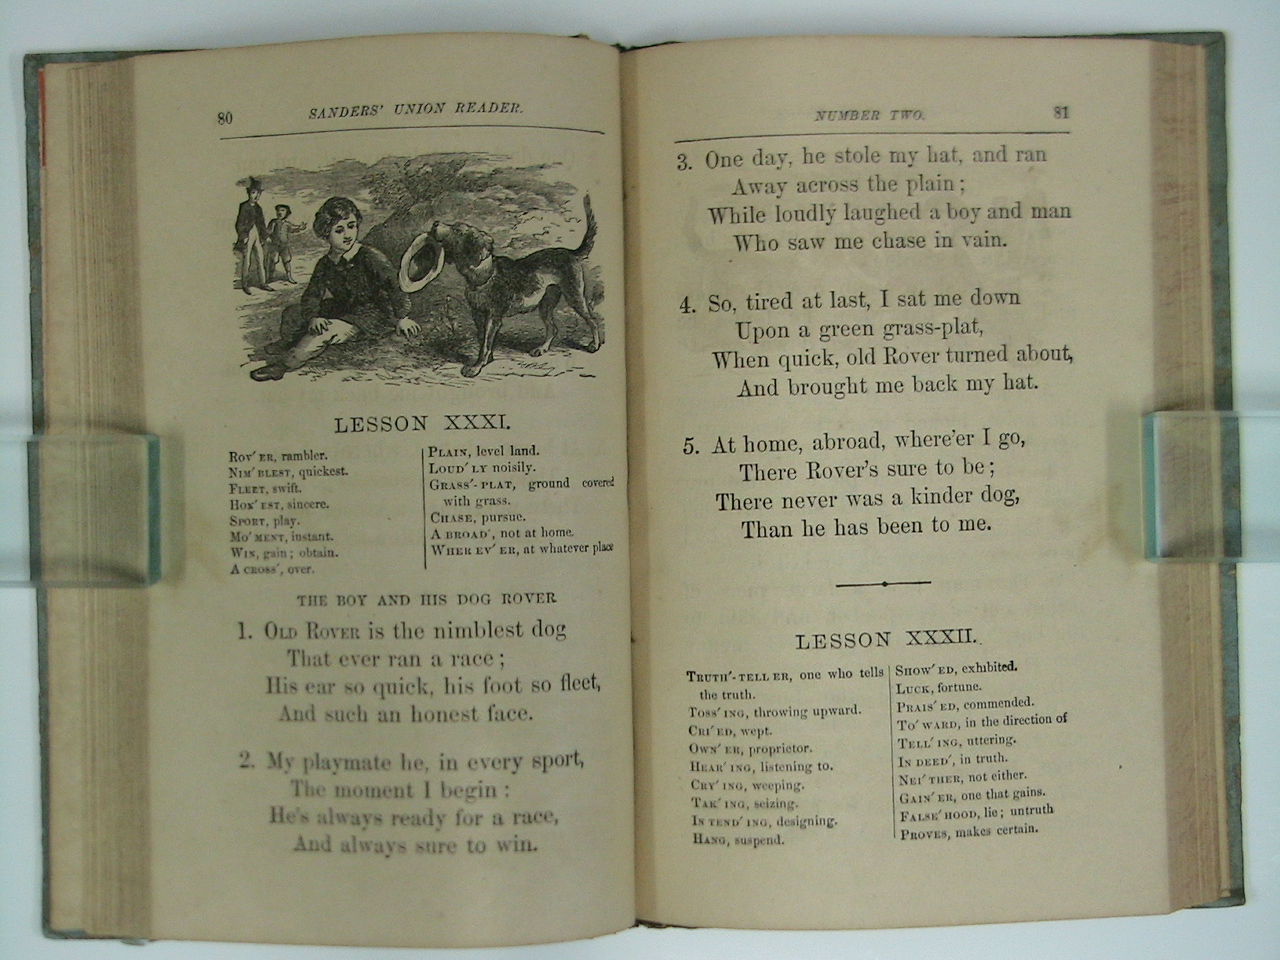 80
SANDERS' UNION READER.
LESSON XXXI.
ROV' ER, rambler.
NIM' BLEST, quickest.
FLEET, swift.
HON' EST, sincere.
SPORT, play.
MO' MENT, instant.
WIN, gain; obtain.
A CROSS', over.
PLAIN, level land.
LOUD' LY noisily.
GRASS'- PLAT, ground covered
with grass.
CHASE, pursue.
A BROAD', not at home.
WHER EV' ER, at whatever place
THE BOY AND HIS DOG ROVER
1. OLD ROVER is the nimblest dog
That ever ran a race;
His ear so quick, his foot so fleet,
And such an honest face.
2. My playmate he, in every sport,
The moment I begin:
He's always ready for a race,
And always sure to win.
NUMBER TWO.
81
3. One day, he stole my hat, and ran
Away across the plain;
While loudly laughed a boy and man
Who saw me chase in vain.
4. So, tired at last, I sat me down
Upon a green grass-plat,
When quick, old Rover turned about,
And brought me back my hat.
5. At home, abroad, where'er I go,
There Rover's sure to be;
There never was a kinder dog,
Than he has been to me.
LESSON XXXII.
TRUTH'- TELL ER, one who tells
the truth.
TOSS' ING, throwing upward.
CRI' ED, wept.
OWN' ER, proprietor.
HEAR' ING, listening to.
CRY' ING, weeping.
TAK' ING, seizing.
IN TEND' ING, designing.
HANG, suspend.
SHOW' ED, exhibited.
LUCK, fortune.
PRAIS' ED, commended.
TO' WARD, in the direction of
TELL' ING, uttering.
IN DEED', in truth.
NEI' THER, not either.
GAIN' ER, one that gains.
FALSE' HOOD, lie; untruth
PROVES, makes certain.